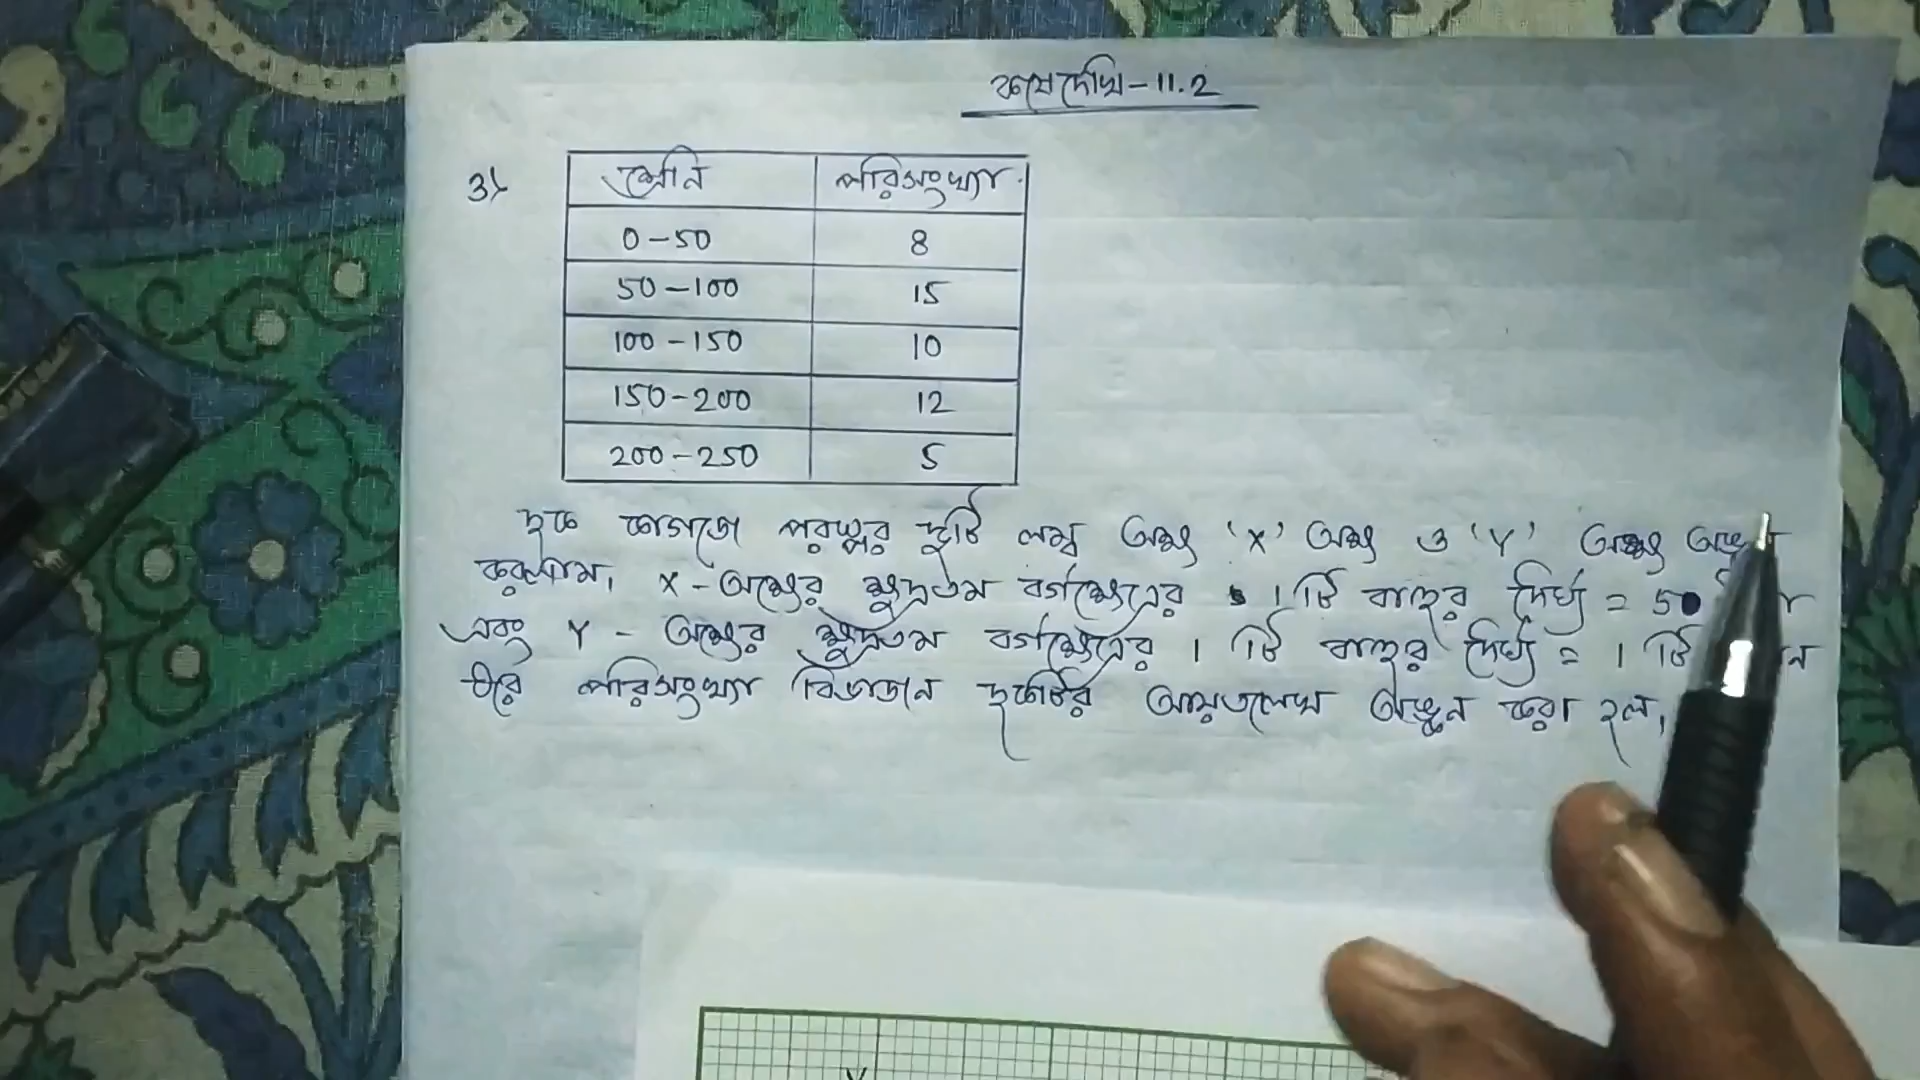 কষে দেখি - 11.2
3)
শ্রেনি পরিসংখ্যা
0-50 8
50-100 15
100-150 10
150-200 12
200-250 5
ছক কাগজে পরস্পর দুটি লম্ব অক্ষ 'X' অক্ষ ও 'Y' অক্ষ
করলাম। X-অক্ষের ক্ষুদ্রতম বর্গক্ষেত্রের 1 টি বাহুর দৈর্ঘ্য = 50
এবং Y - অক্ষের ক্ষুদ্রতম বর্গক্ষেত্রের 1 টি বাহুর দৈর্ঘ্য = 1 টি
ধরে পরিসংখ্যা বিভাজন ছকটির আয়তলেখ অঙ্কন করা হল।
Y